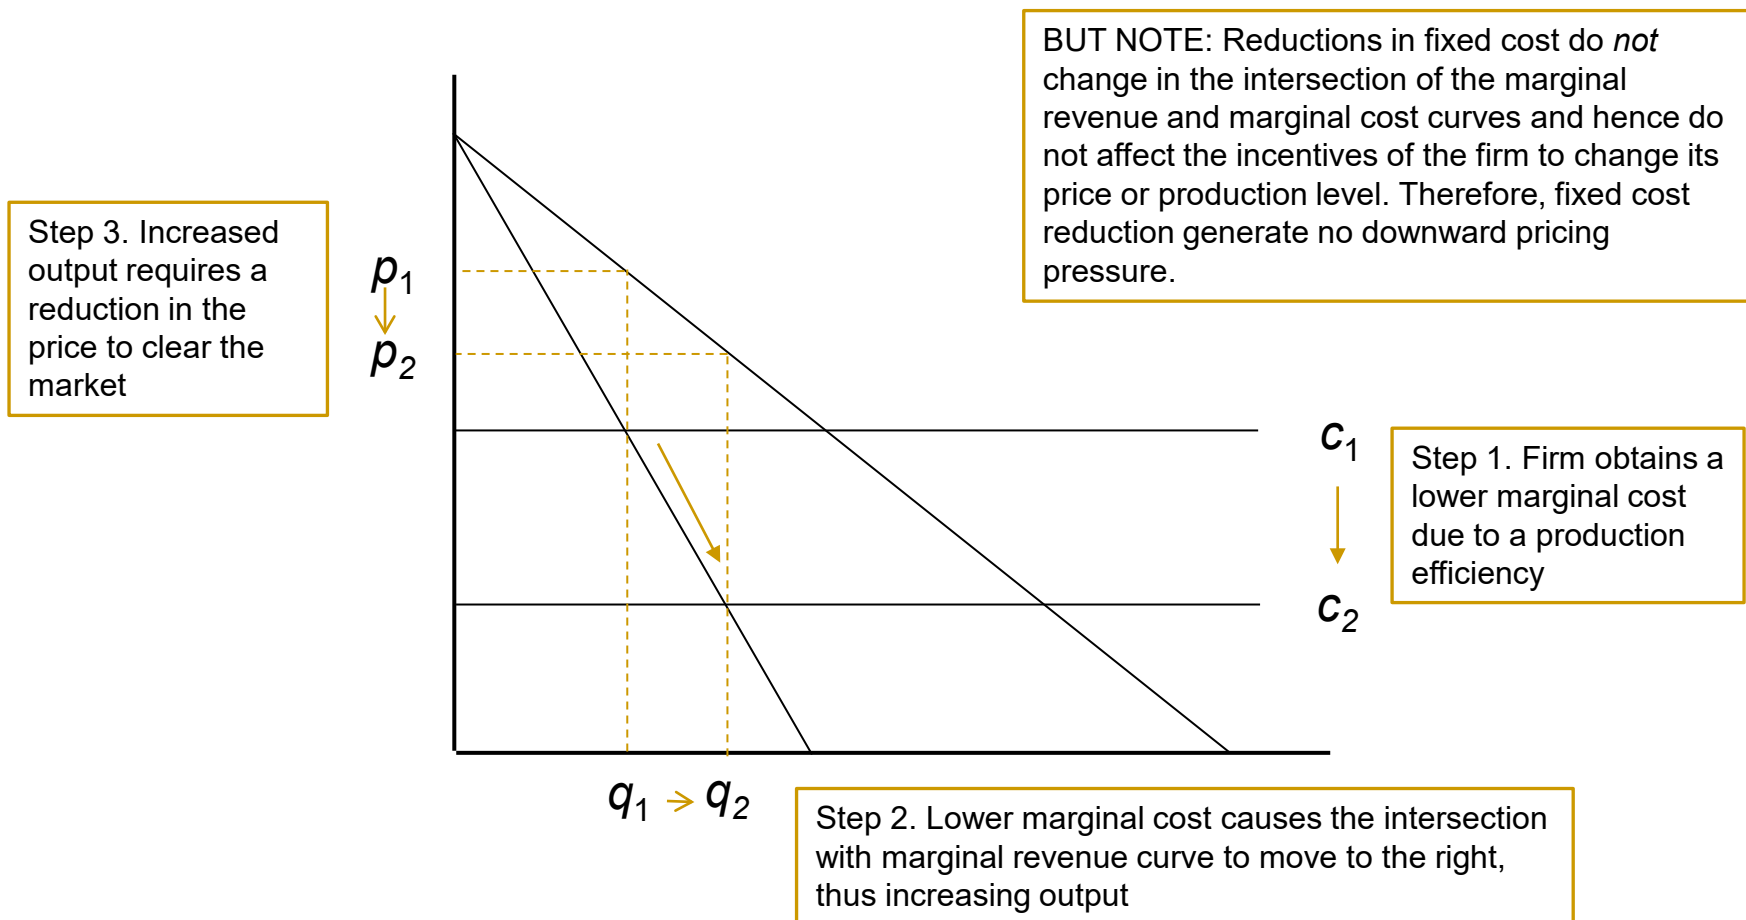 BUT NOTE: Reductions in fixed cost do not
change in the intersection of the marginal
revenue and marginal cost curves and hence do
not affect the incentives of the firm to change its
price or production level. Therefore, fixed cost
reduction generate no downward pricing
pressure.
Step 3. Increased
output requires a
reduction in the
price to clear the
market
p1
p2
c1
c2
Step 1. Firm obtains a
lower marginal cost
due to a production
efficiency
q1 → q2
Step 2. Lower marginal cost causes the intersection
with marginal revenue curve to move to the right,
thus increasing output